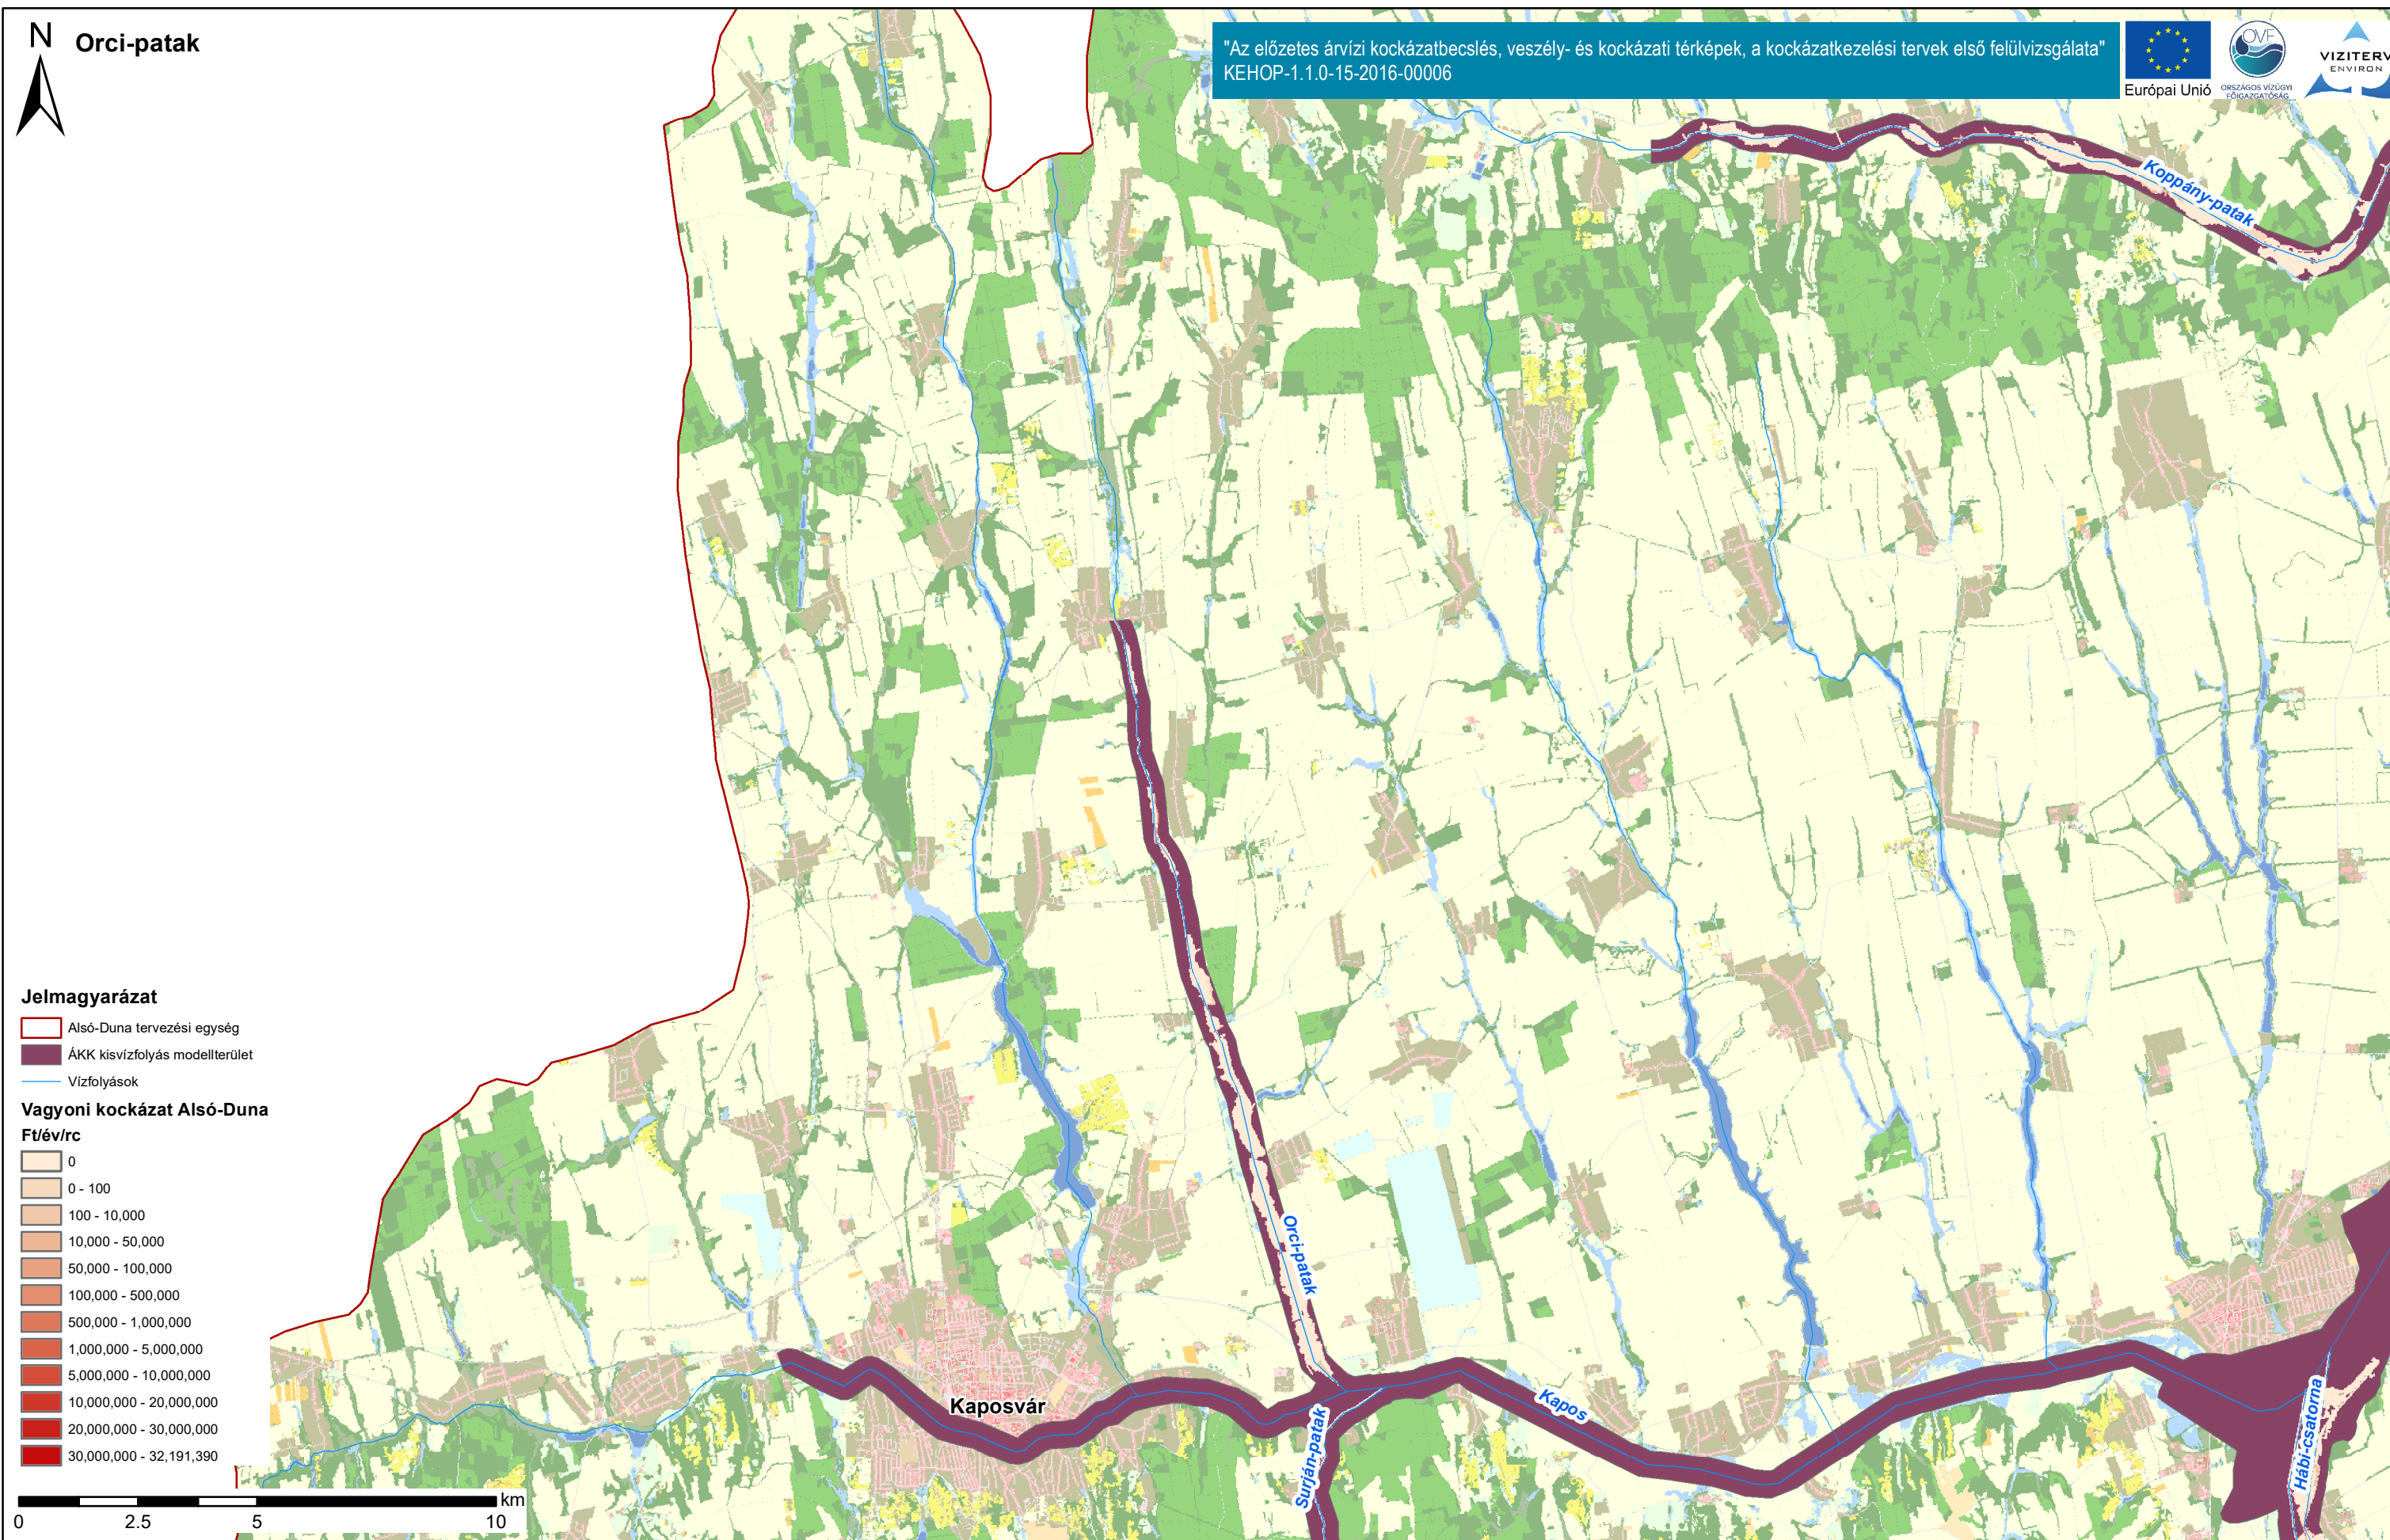 N
Orci-patak
"Az előzetes árvízi kockázatbecslés, veszély- és kockázati térképek, a kockázatkezelési tervek első felülvizsgálata"
KEHOP-1.1.0-15-2016-00006
Európai Unió
OVF
ORSZÁGOS VÍZÜGYI
FŐIGAZGATÓSÁG
VIZITERV
ENVIRON
Koppány-patak
Orci-patak
Kaposvár
Kapos
Surján-patak
Hábi-csatorna
Jelmagyarázat
Alsó-Duna tervezési egység
ÁKK kisvízfolyás modellterület
Vízfolyások
Vagyoni kockázat Alsó-Duna
Ft/év/rc
0
0 - 100
100 - 10,000
10,000 - 50,000
50,000 - 100,000
100,000 - 500,000
500,000 - 1,000,000
1,000,000 - 5,000,000
5,000,000 - 10,000,000
10,000,000 - 20,000,000
20,000,000 - 30,000,000
30,000,000 - 32,191,390
km
0 2.5 5 10